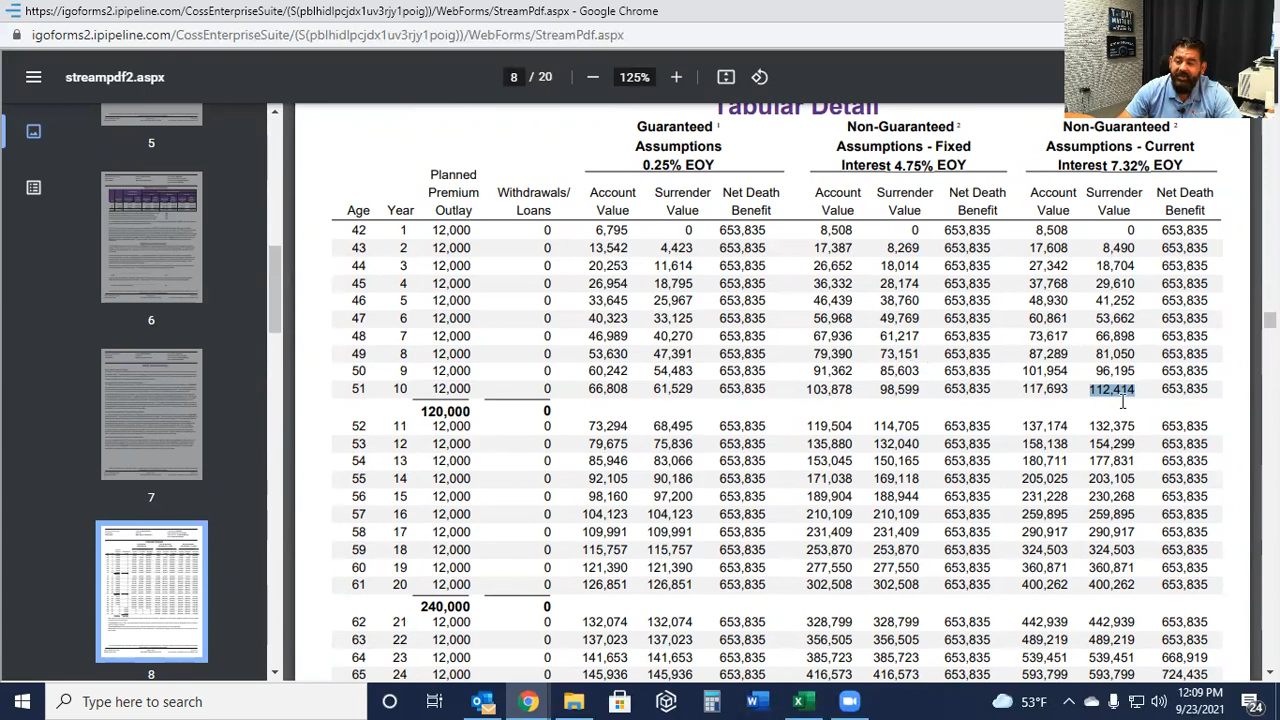 https://igoforms2.ipipeline.com/CossEnterpriseSuite/(S(pblhidlpcjdx1uv3rjy1poig))/WebForms/StreamPdf.aspx - Google Chrome
igoforms2.ipipeline.com/CossEnterpriseSuite/(S(pblhidlpcjdx1uv3rjy1poig))/WebForms/StreamPdf.aspx
streampdf2.aspx 8 / 20 125%
5
6
7
8
Tabular Detail
Guaranteed 1 Non-Guaranteed 2 Non-Guaranteed 2
Assumptions Assumptions - Fixed Assumptions - Current
0.25% EOY Interest 4.75% EOY Interest 7.32% EOY
Planned
Premium Withdrawals/ Account Surrender Net Death Account Surrender Net Death Account Surrender Net Death
Age Year Outlay Loans Value Value Benefit Value Value Benefit Value Value Benefit
42 1 12,000 0 6,795 0 653,835 8,508 0 653,835 8,508 0 653,835
43 2 12,000 0 13,542 4,423 653,835 17,387 8,269 653,835 17,608 8,490 653,835
44 3 12,000 0 20,253 11,614 653,835 26,652 18,014 653,835 27,342 18,704 653,835
45 4 12,000 0 26,954 18,795 653,835 36,332 28,174 653,835 37,768 29,610 653,835
46 5 12,000 0 33,645 25,967 653,835 46,439 38,760 653,835 48,930 41,252 653,835
47 6 12,000 0 40,323 33,125 653,835 56,968 49,769 653,835 60,861 53,662 653,835
48 7 12,000 0 46,989 40,270 653,835 67,936 61,217 653,835 73,617 66,898 653,835
49 8 12,000 0 53,630 47,391 653,835 79,390 73,151 653,835 87,289 81,050 653,835
50 9 12,000 0 60,242 54,483 653,835 91,362 85,603 653,835 101,954 96,195 653,835
51 10 12,000 0 66,808 61,529 653,835 103,878 98,599 653,835 117,693 112,414 653,835
120,000 0
52 11 12,000 0 73,294 68,495 653,835 119,504 114,705 653,835 137,174 132,375 653,835
53 12 12,000 0 79,675 75,836 653,835 135,880 132,040 653,835 158,138 154,299 653,835
54 13 12,000 0 85,946 83,066 653,835 153,045 150,165 653,835 180,711 177,831 653,835
55 14 12,000 0 92,105 90,186 653,835 171,038 169,118 653,835 205,025 203,105 653,835
56 15 12,000 0 98,160 97,200 653,835 189,904 188,944 653,835 231,228 230,268 653,835
57 16 12,000 0 104,123 104,123 653,835 210,109 210,109 653,835 259,895 259,895 653,835
58 17 12,000 0 109,991 109,991 653,835 231,409 231,409 653,835 290,917 290,917 653,835
59 18 12,000 0 115,757 115,757 653,835 253,870 253,870 653,835 324,503 324,503 653,835
60 19 12,000 0 121,390 121,390 653,835 277,550 277,550 653,835 360,871 360,871 653,835
61 20 12,000 0 126,851 126,851 653,835 302,508 302,508 653,835 400,262 400,262 653,835
240,000 0
62 21 12,000 0 132,074 132,074 653,835 328,799 328,799 653,835 442,939 442,939 653,835
63 22 12,000 0 137,023 137,023 653,835 356,505 356,505 653,835 489,219 489,219 653,835
64 23 12,000 0 141,653 141,653 653,835 385,723 385,723 653,835 539,451 539,451 668,919
65 24 12,000 0 145,936 145,936 653,835 416,573 416,573 653,835 593,799 593,799 724,435
Type here to search 53°F 12:09 PM
9/23/2021 24